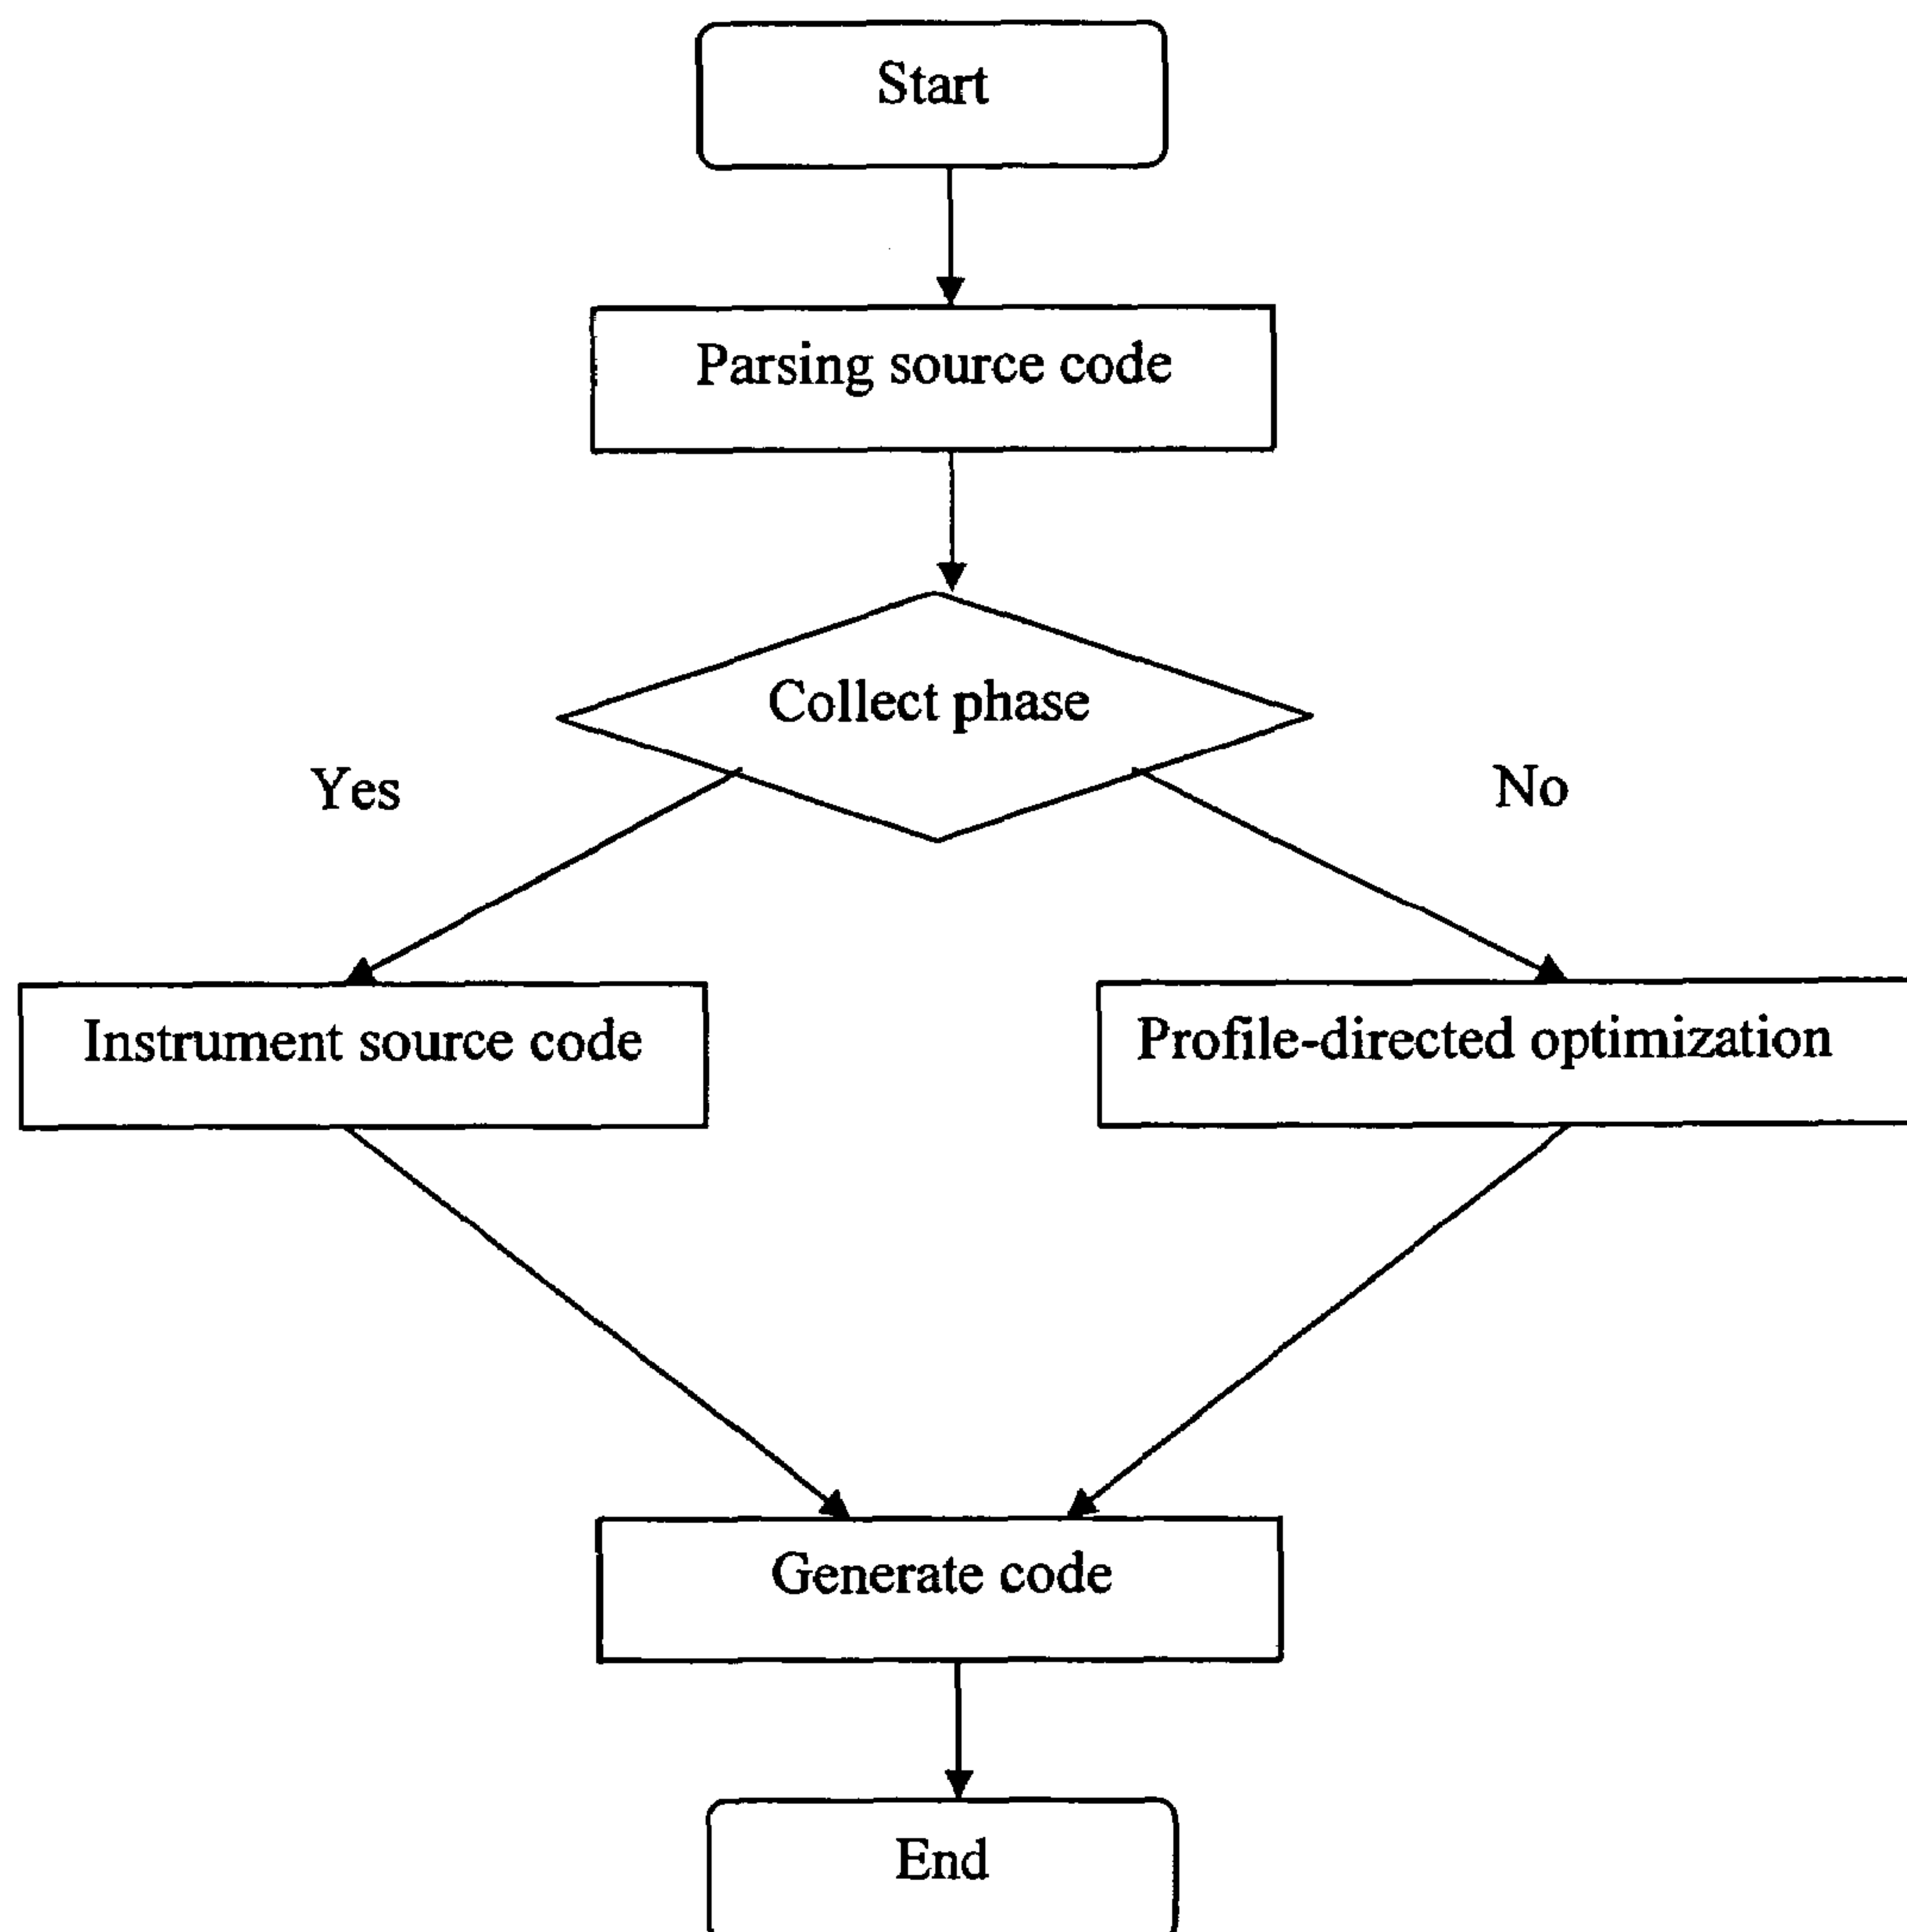 Start
Parsing source code
Collect phase
Yes
No
Instrument source code
Profile-directed optimization
Generate code
End